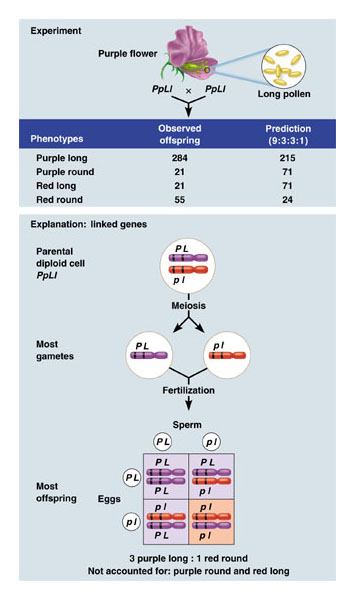 Experiment
Purple flower
PpLl × PpLl
Long pollen
Phenotypes Observed offspring Prediction (9:3:3:1)
Purple long 284 215
Purple round 21 71
Red long 21 71
Red round 55 24
Explanation: linked genes
Parental
diploid cell
PpLl
P L
p l
Meiosis
Most
gametes
P L
p l
Fertilization
Sperm
P L
p l
Most
offspring
Eggs
P L
P L
P L
P L
p l
p l
p l
P L
p l
p l
3 purple long : 1 red round
Not accounted for: purple round and red long